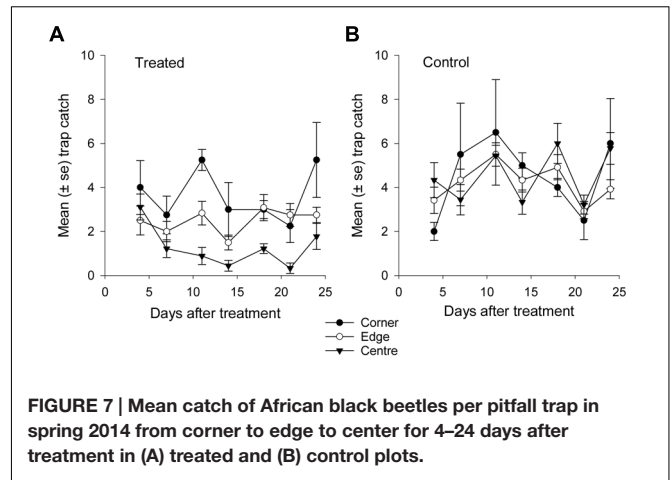 A
B
Treated
Control
Mean (± se) trap catch
10
8
6
4
2
0
0 5 10 15 20 25
Days after treatment
Mean (± se) trap catch
10
8
6
4
2
0
0 5 10 15 20 25
Days after treatment
Corner
Edge
Centre
FIGURE 7 | Mean catch of African black beetles per pitfall trap in
spring 2014 from corner to edge to center for 4–24 days after
treatment in (A) treated and (B) control plots.